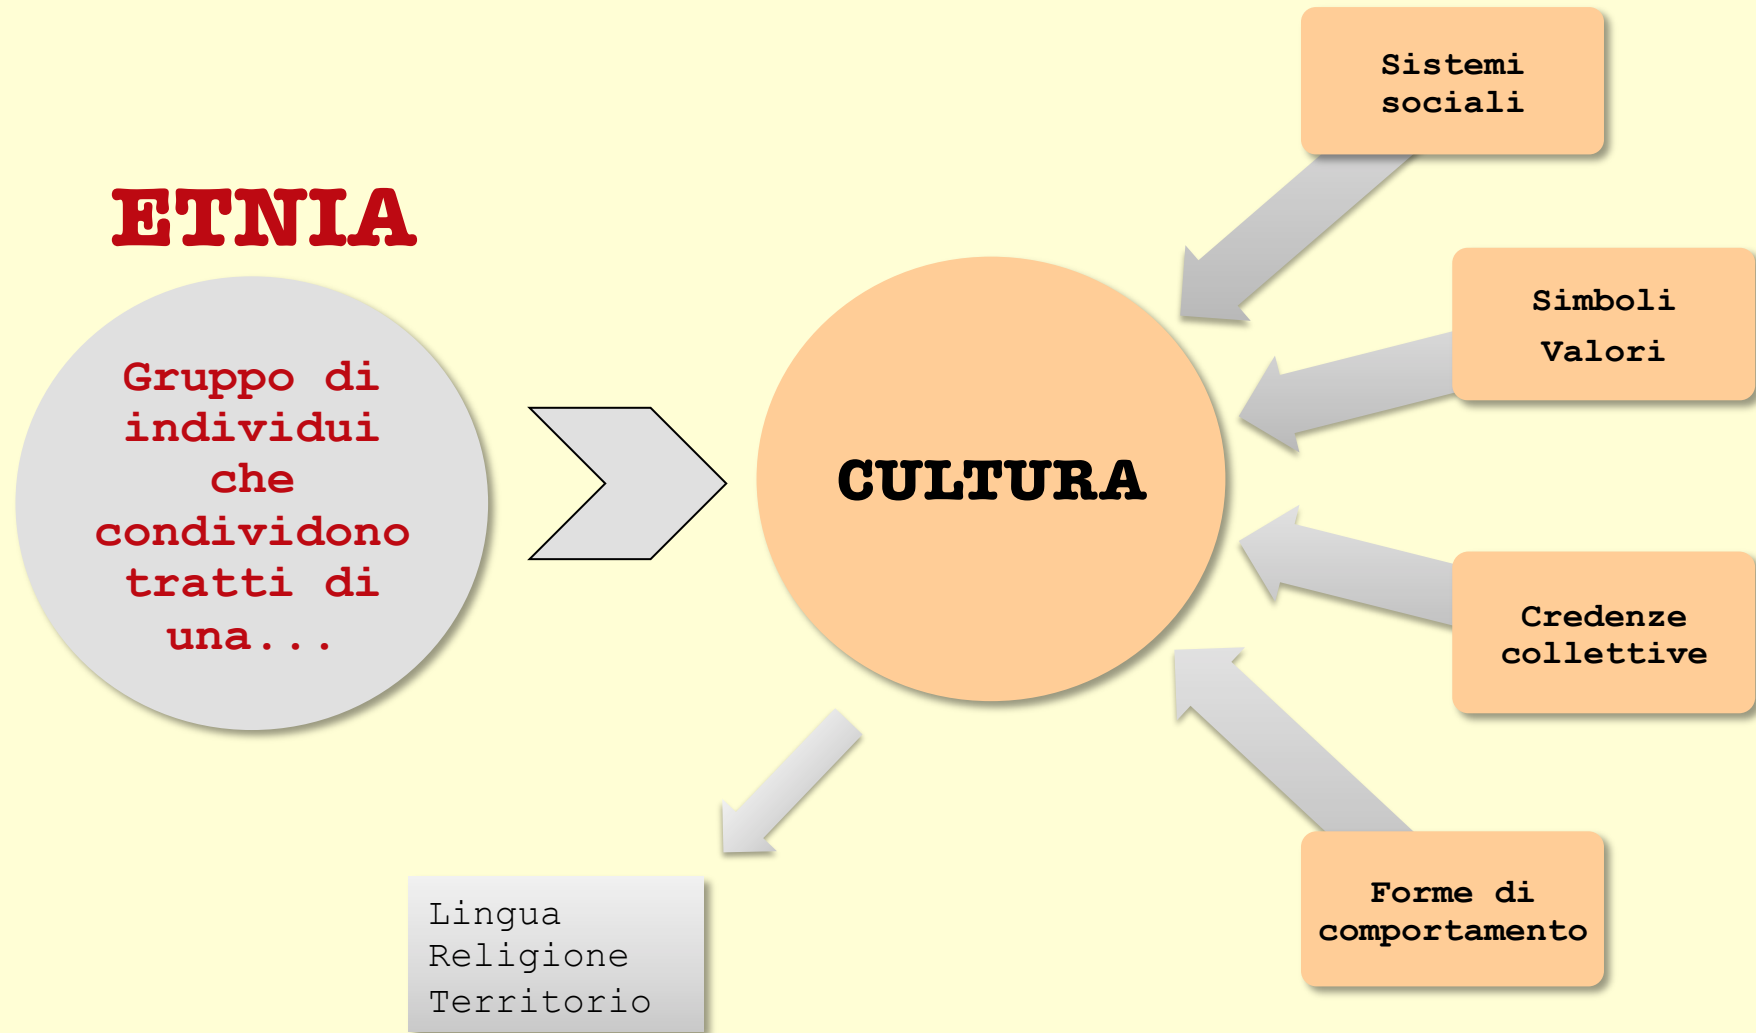 ETNIA
Gruppo di
individui
che
condividono
tratti di
una...
CULTURA
Sistemi
sociali
Simboli
Valori
Credenze
collettive
Forme di
comportamento
Lingua
Religione
Territorio